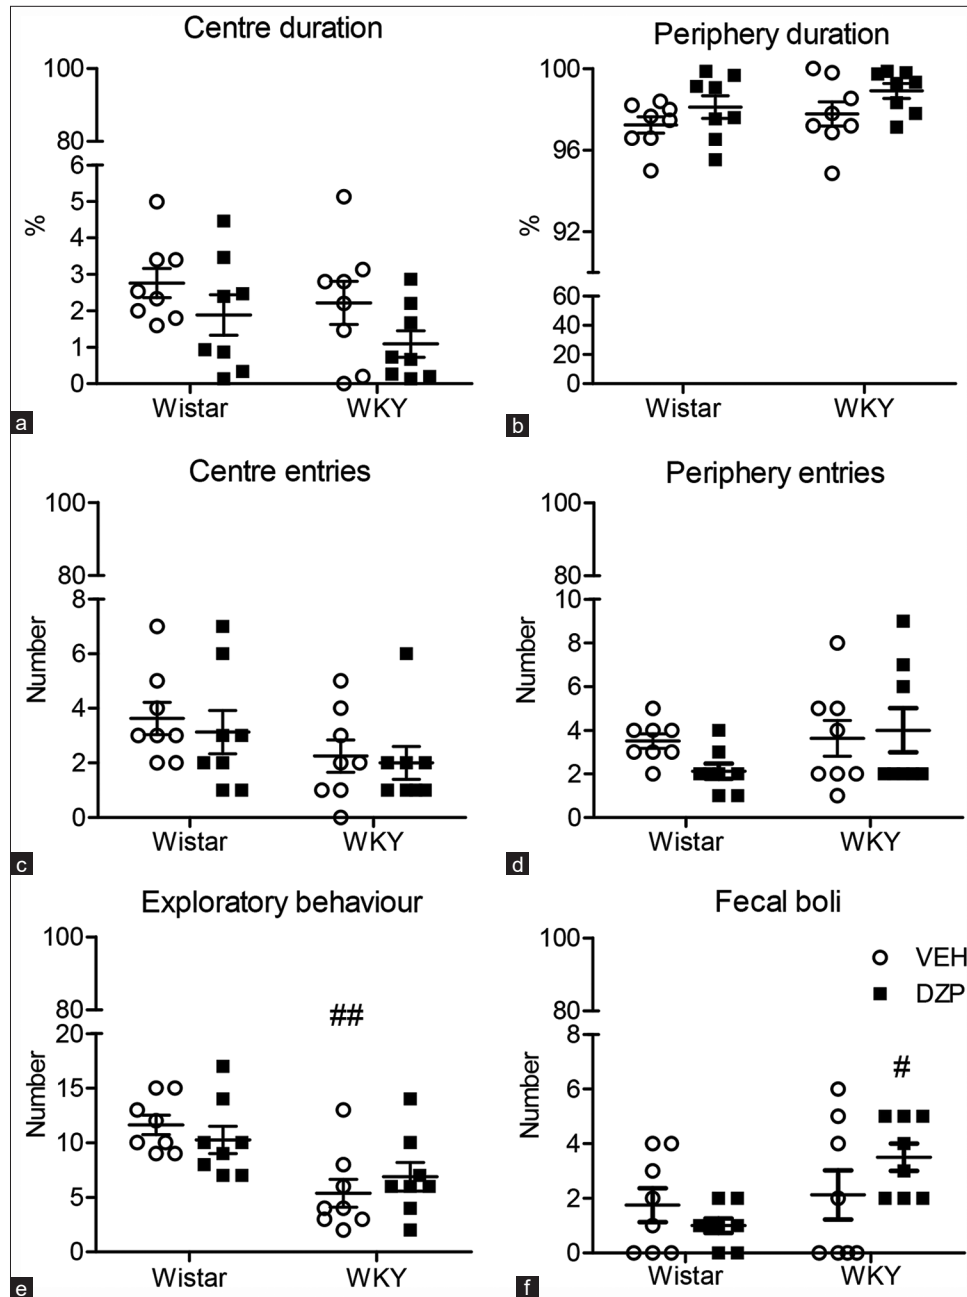 Centre duration
100
80
6
5
4
3
2
1
0
%
Wistar
WKY
a
Periphery duration
100
96
92
60
40
20
0
%
Wistar
WKY
b
Centre entries
100
80
8
6
4
2
0
Number
Wistar
WKY
c
Periphery entries
100
80
10
8
6
4
2
0
Number
Wistar
WKY
d
Exploratory behaviour
100
80
20
15
10
5
0
Number
##
Wistar
WKY
e
Fecal boli
100
80
8
6
4
2
0
Number
VEH
DZP
#
Wistar
WKY
f